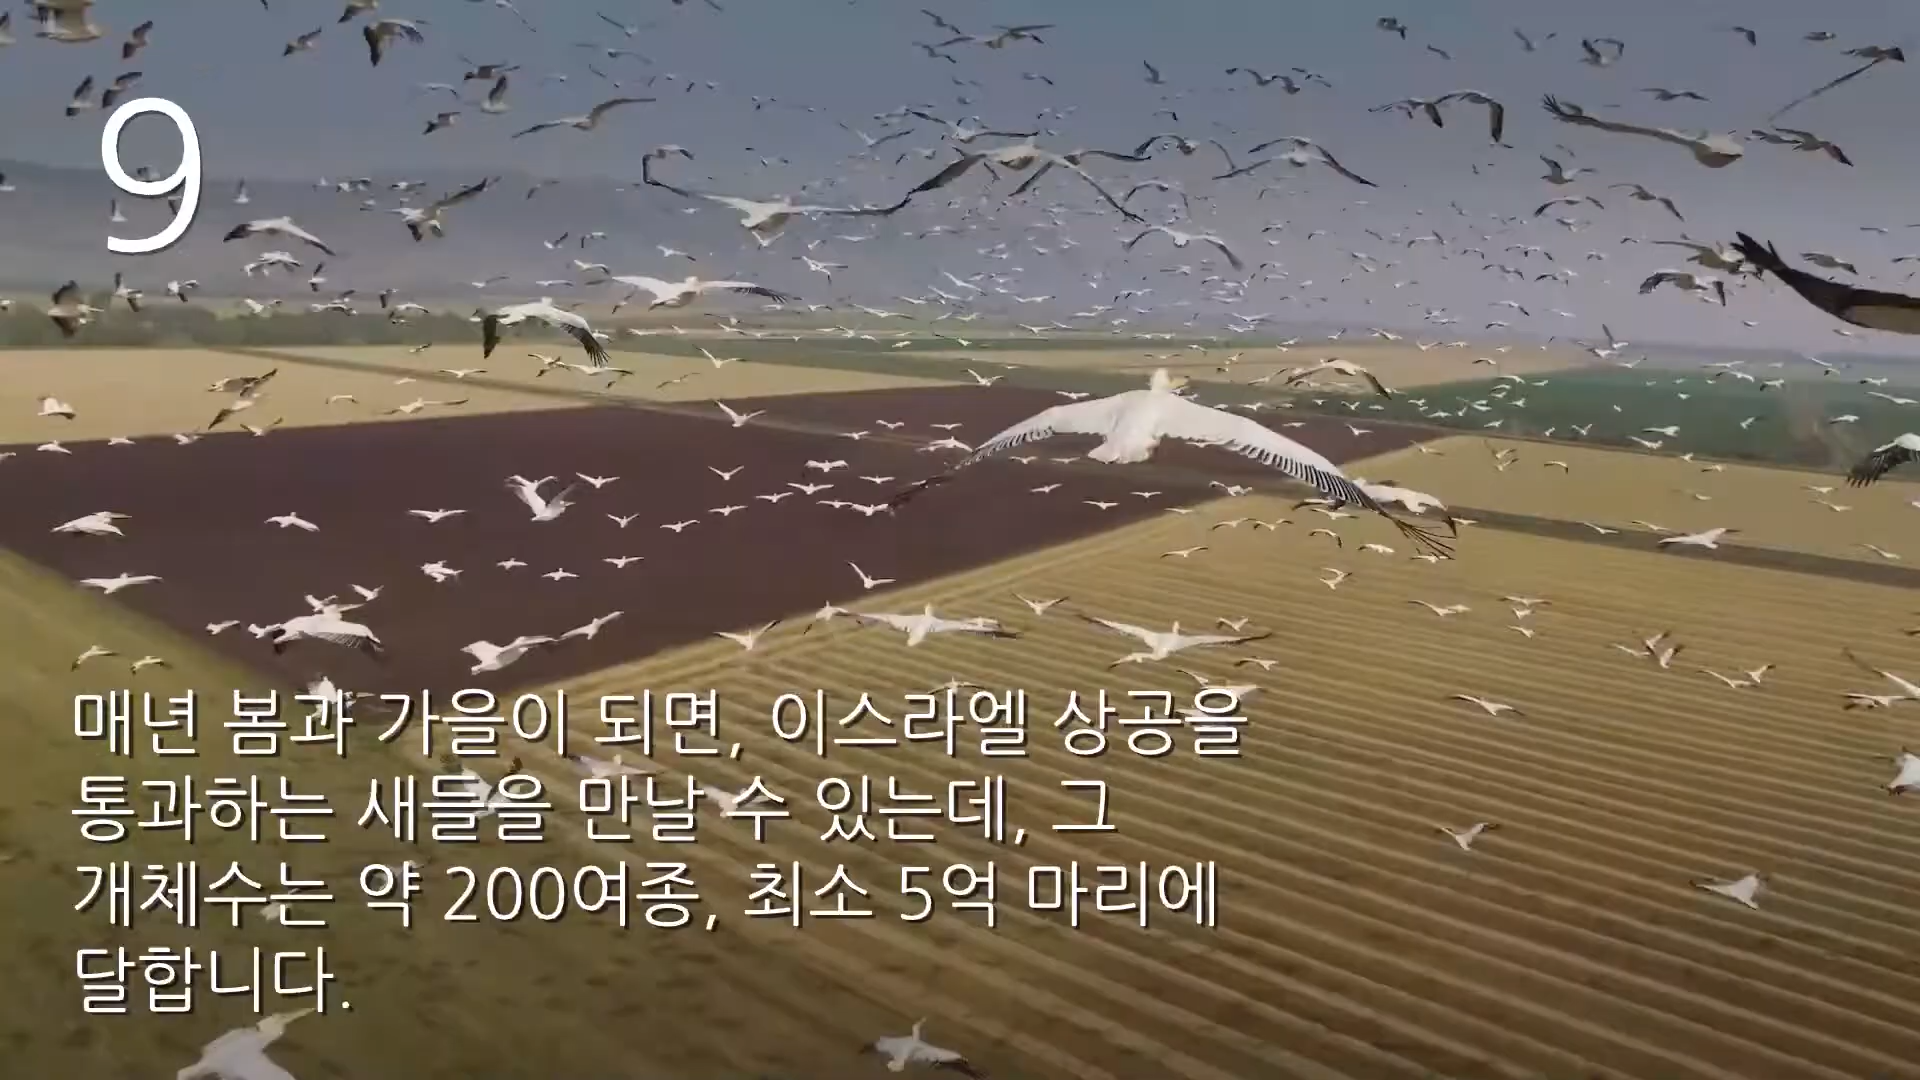 9
매년 봄과 가을이 되면, 이스라엘 상공을
통과하는 새들을 만날 수 있는데, 그
개체수는 약 200여종, 최소 5억 마리에
달합니다.